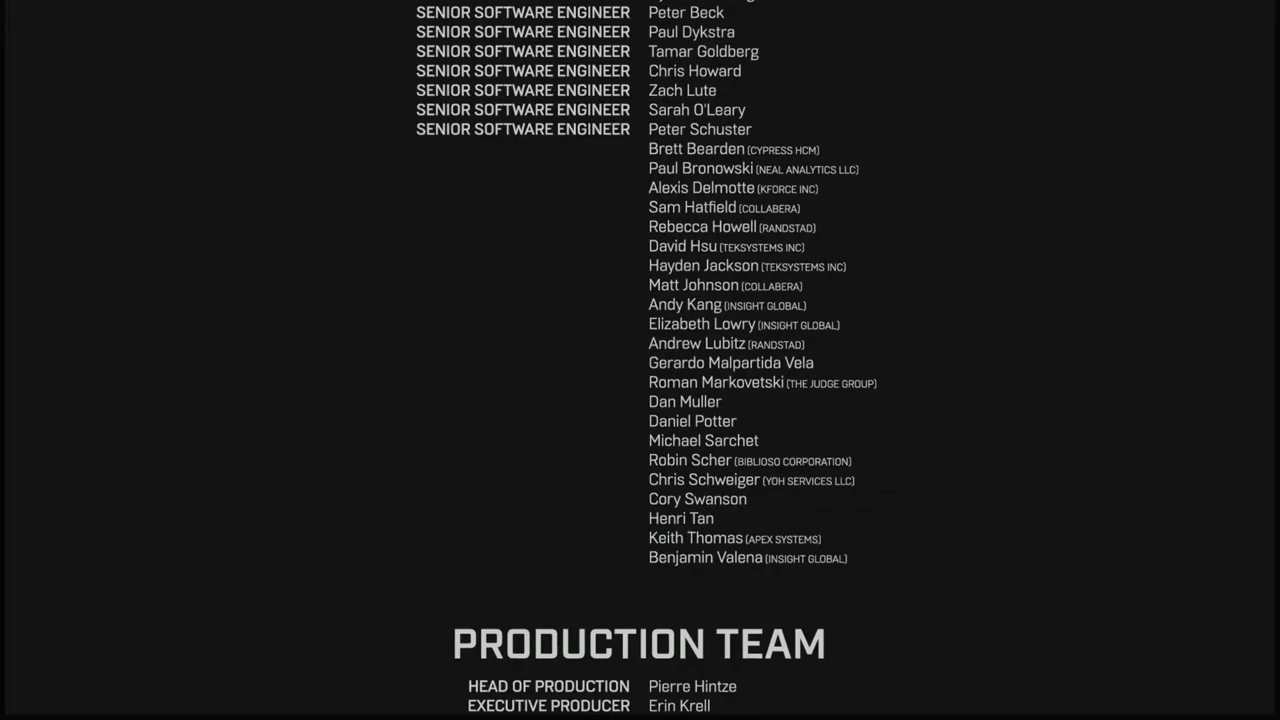 SENIOR SOFTWARE ENGINEER Peter Beck
SENIOR SOFTWARE ENGINEER Paul Dykstra
SENIOR SOFTWARE ENGINEER Tamar Goldberg
SENIOR SOFTWARE ENGINEER Chris Howard
SENIOR SOFTWARE ENGINEER Zach Lute
SENIOR SOFTWARE ENGINEER Sarah O'Leary
SENIOR SOFTWARE ENGINEER Peter Schuster
Brett Bearden (CYPRESS HCM)
Paul Bronowski (NEAL ANALYTICS LLC)
Alexis Delmotte (KFORCE INC)
Sam Hatfield (COLLABERA)
Rebecca Howell (RANDSTAD)
David Hsu (TEKSYSTEMS INC)
Hayden Jackson (TEKSYSTEMS INC)
Matt Johnson (COLLABERA)
Andy Kang (INSIGHT GLOBAL)
Elizabeth Lowry (INSIGHT GLOBAL)
Andrew Lubitz (RANDSTAD)
Gerardo Malpartida Vela
Roman Markovetski (THE JUDGE GROUP)
Dan Muller
Daniel Potter
Michael Sarchet
Robin Scher (BIBLIOSO CORPORATION)
Chris Schweiger (YOH SERVICES LLC)
Cory Swanson
Henri Tan
Keith Thomas (APEX SYSTEMS)
Benjamin Valena (INSIGHT GLOBAL)
PRODUCTION TEAM
HEAD OF PRODUCTION Pierre Hintze
EXECUTIVE PRODUCER Erin Krell